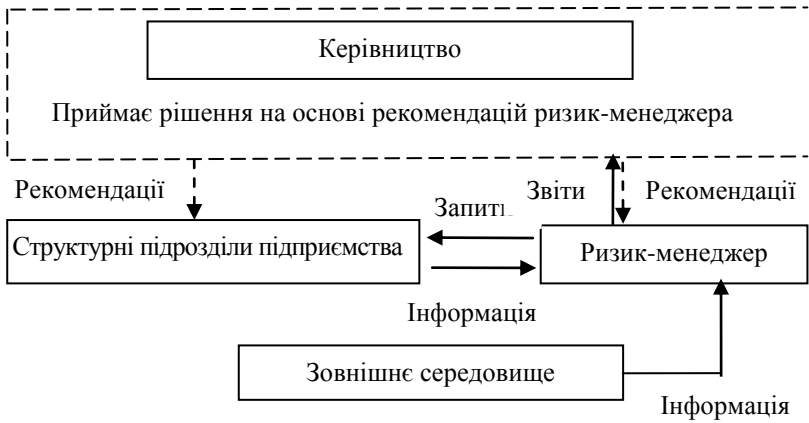 Керівництво
Приймає рішення на основі рекомендацій ризик-менеджера
Рекомендації
Звіти
Рекомендації
Структурні підрозділи підприємства
Ризик-менеджер
Інформація
Зовнішнє середовище
Інформація